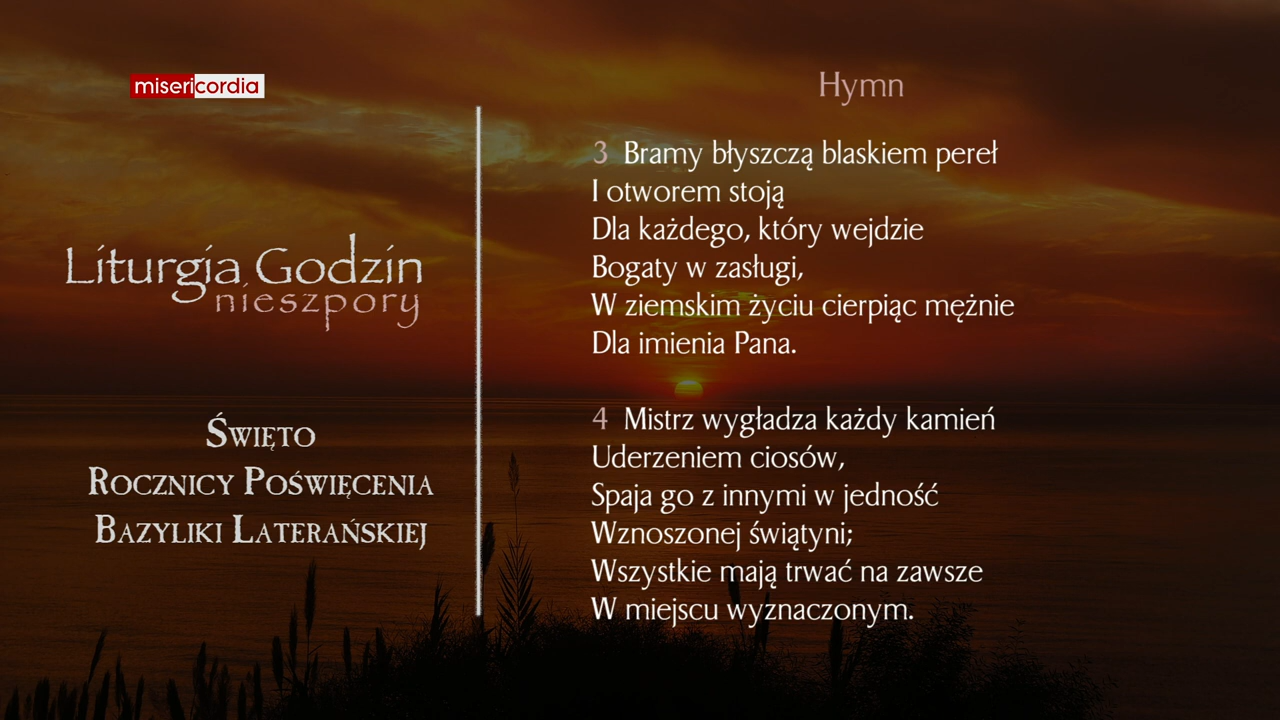 misericordia
Liturgia Godzin
nieszpory
Święto
Rocznicy Poświęcenia
Bazyliki Laterańskiej
Hymn
3 Bramy błyszczą blaskiem pereł
I otworem stoją
Dla każdego, który wejdzie
Bogaty w zasługi,
W ziemskim życiu cierpiąc mężnie
Dla imienia Pana.
4 Mistrz wygładza każdy kamień
Uderzeniem ciosów,
Spaja go z innymi w jedność
Wznoszonej świątyni;
Wszystkie mają trwać na zawsze
W miejscu wyznaczonym.